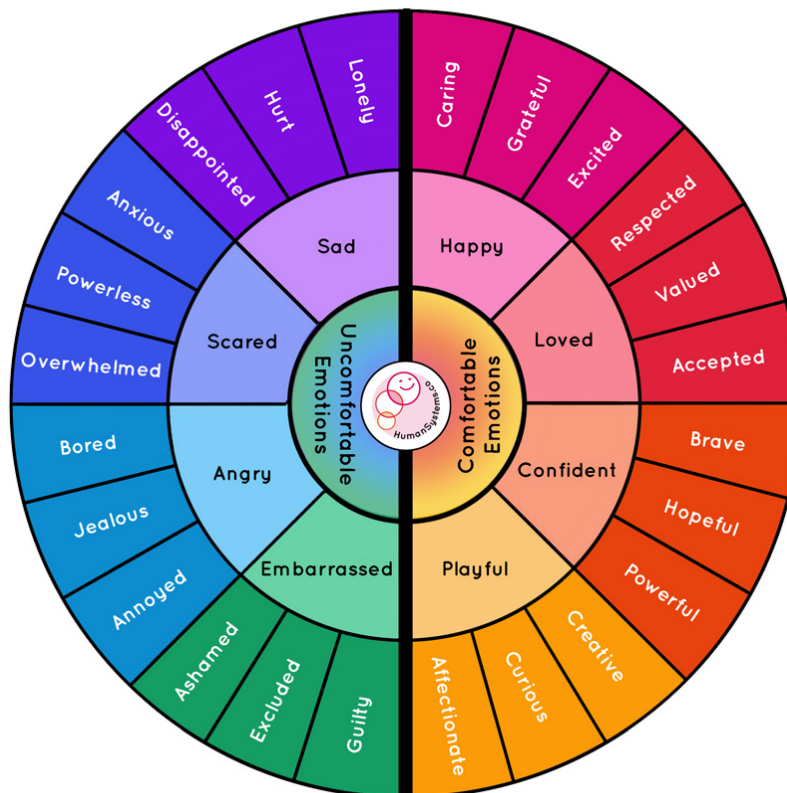 Lonely
Hurt
Disappointed
Anxious
Powerless
Overwhelmed
Bored
Jealous
Annoyed
Ashamed
Excluded
Guilty
Sad
Scared
Angry
Embarrassed
Uncomfortable
Emotions
HumanSystems.co
Comfortable
Emotions
Happy
Loved
Confident
Playful
Caring
Grateful
Excited
Respected
Valued
Accepted
Brave
Hopeful
Powerful
Creative
Curious
Affectionate